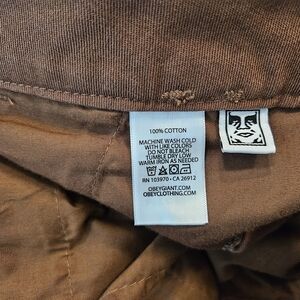 100% COTTON
MACHINE WASH COLD
WITH LIKE COLORS
DO NOT BLEACH
TUMBLE DRY LOW
WARM IRON AS NEEDED
RN 103970 • CA 26912
OBEYGIANT.COM
OBEYCLOTHING.COM